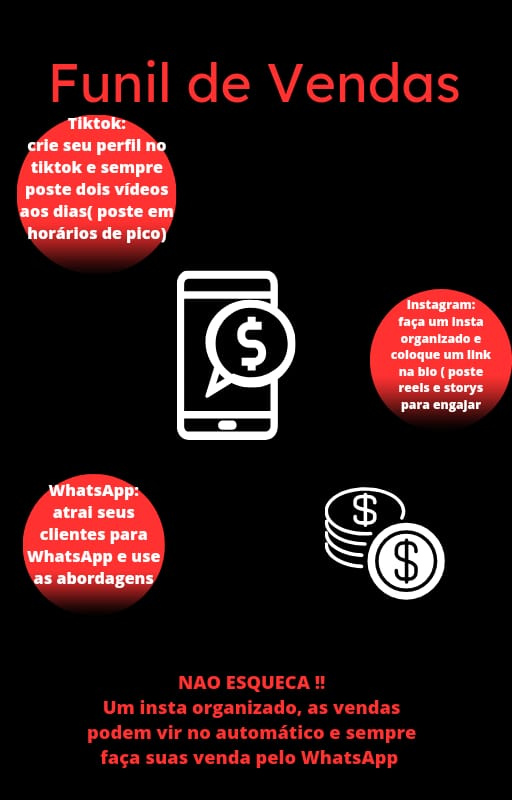 Funil de Vendas
Tiktok:
crie seu perfil no
tiktok e sempre
poste dois vídeos
aos dias( poste em
horários de pico)
$
Instagram:
faça um insta
organizado e
coloque um link
na bio ( poste
reels e storys
para engajar
WhatsApp:
atrai seus
clientes para
WhatsApp e use
as abordagens
$
$
NAO ESQUECA !!
Um insta organizado, as vendas
podem vir no automático e sempre
faça suas venda pelo WhatsApp